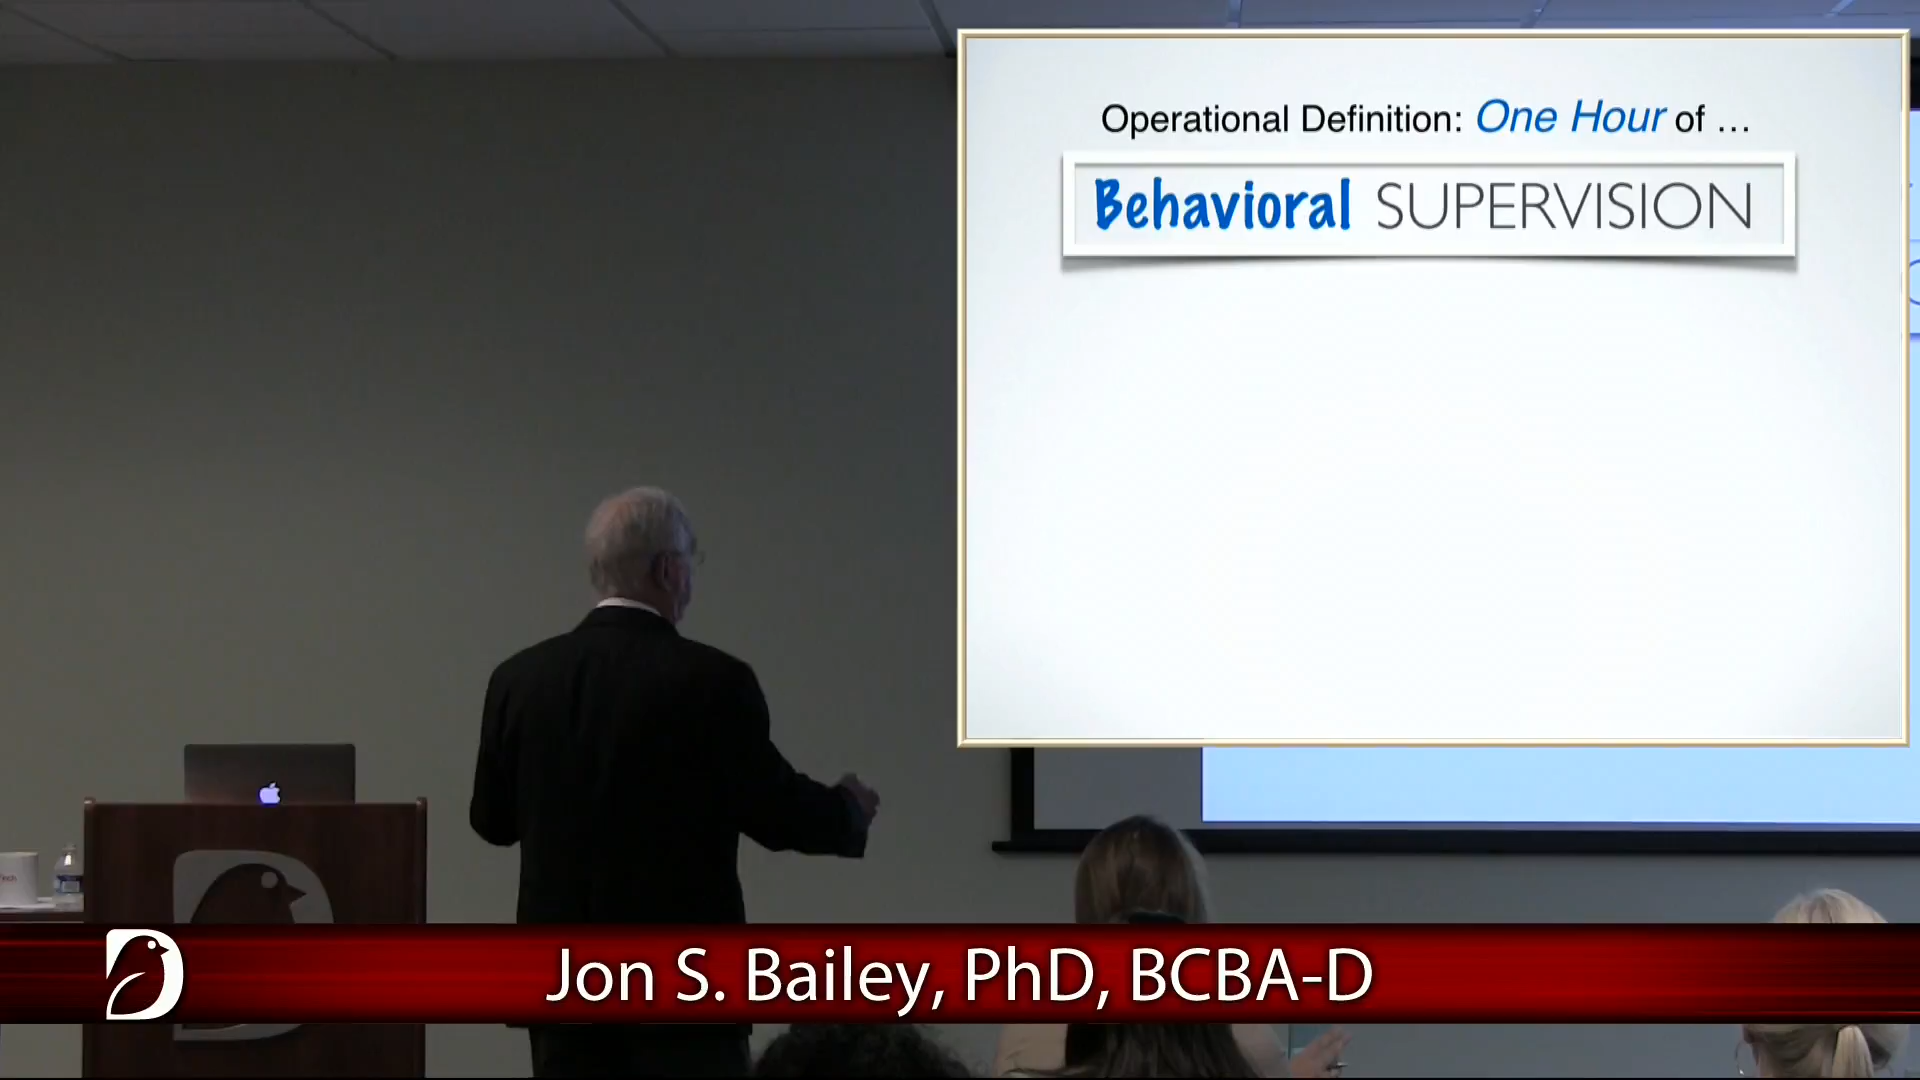 Operational Definition: One Hour of …
Behavioral SUPERVISION
Jon S. Bailey, PhD, BCBA-D